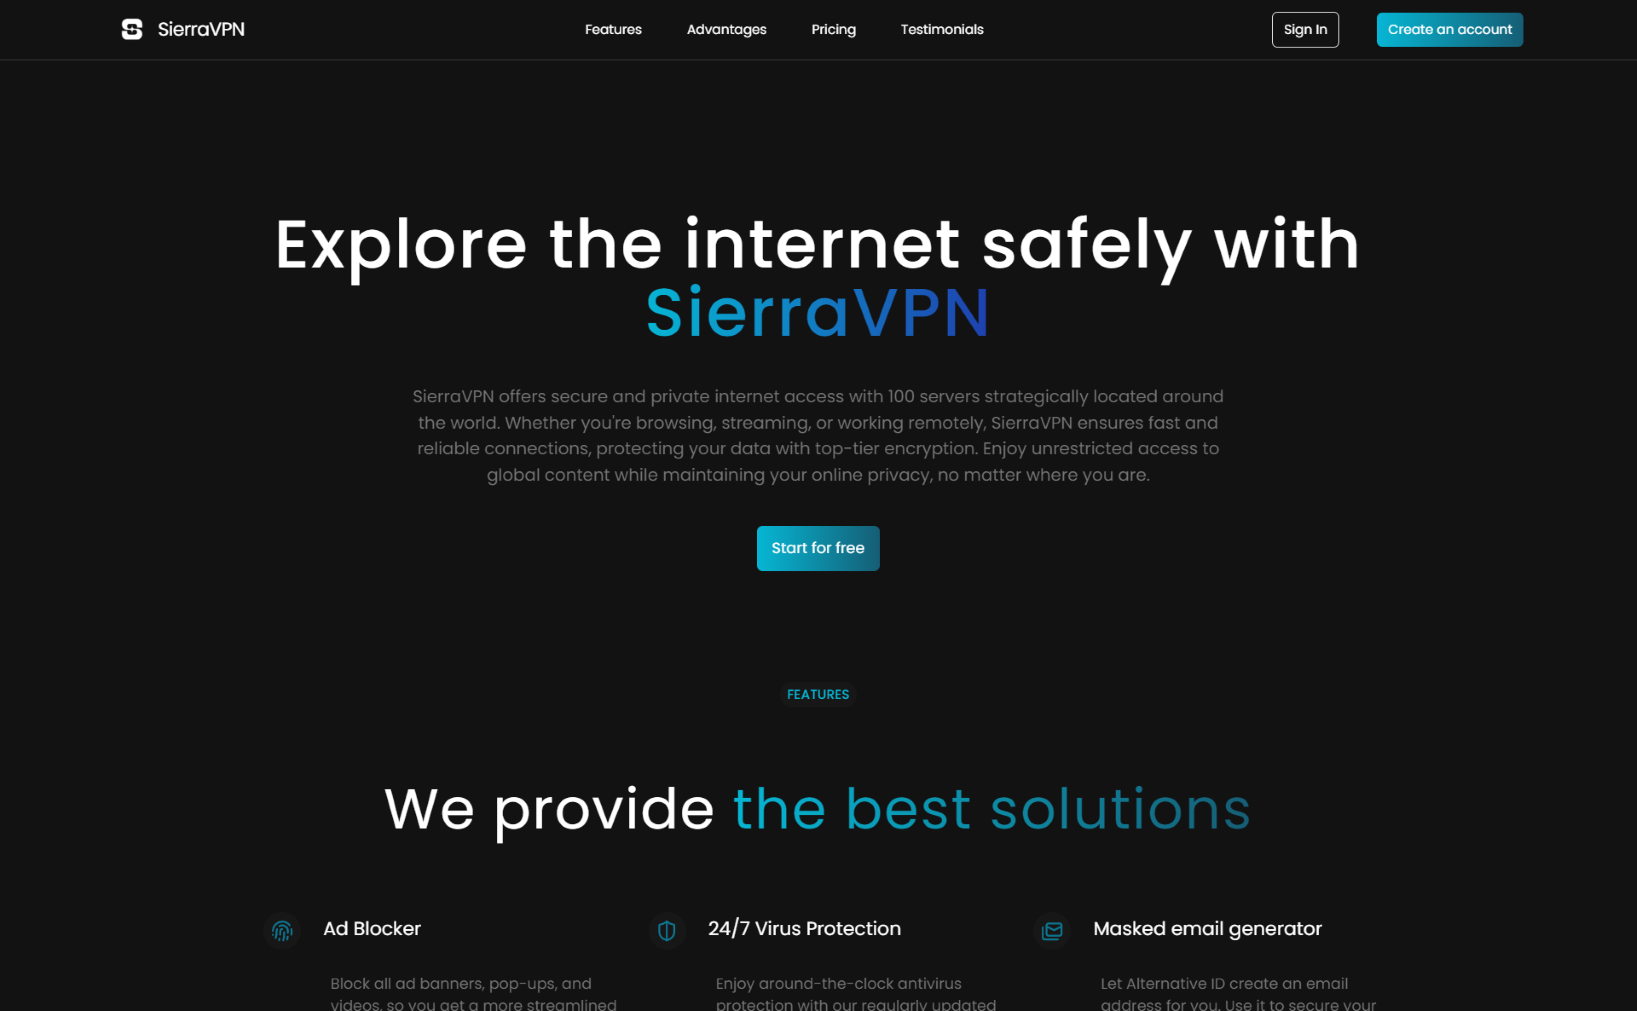 SierraVPN
Features
Advantages
Pricing
Testimonials
Sign In
Create an account
Explore the internet safely with
SierraVPN
SierraVPN offers secure and private internet access with 100 servers strategically located around
the world. Whether you're browsing, streaming, or working remotely, SierraVPN ensures fast and
reliable connections, protecting your data with top-tier encryption. Enjoy unrestricted access to
global content while maintaining your online privacy, no matter where you are.
Start for free
FEATURES
We provide the best solutions
Ad Blocker
Block all ad banners, pop-ups, and
videos, so you get a more streamlined
24/7 Virus Protection
Enjoy around-the-clock antivirus
protection with our regularly updated
Masked email generator
Let Alternative ID create an email
address for you. Use it to secure your